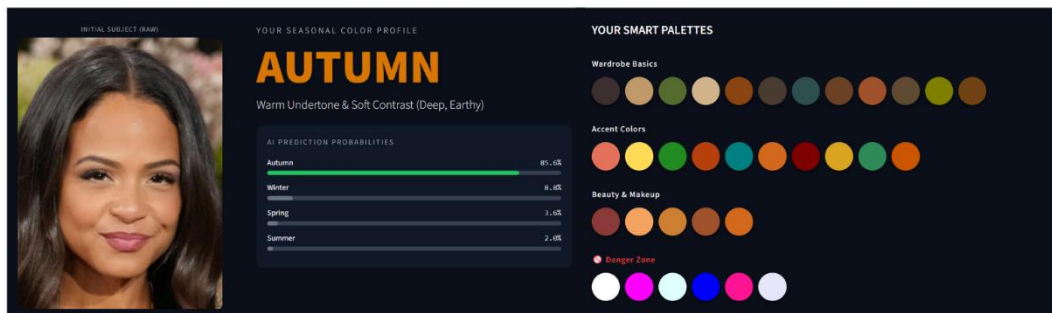 INITIAL SUBJECT (RAW)
YOUR SEASONAL COLOR PROFILE
AUTUMN
Warm Undertone & Soft Contrast (Deep, Earthy)
AI PREDICTION PROBABILITIES
Autumn 85.6%
Winter 8.8%
Spring 3.6%
Summer 2.0%
YOUR SMART PALETTES
Wardrobe Basics
Accent Colors
Beauty & Makeup
Danger Zone